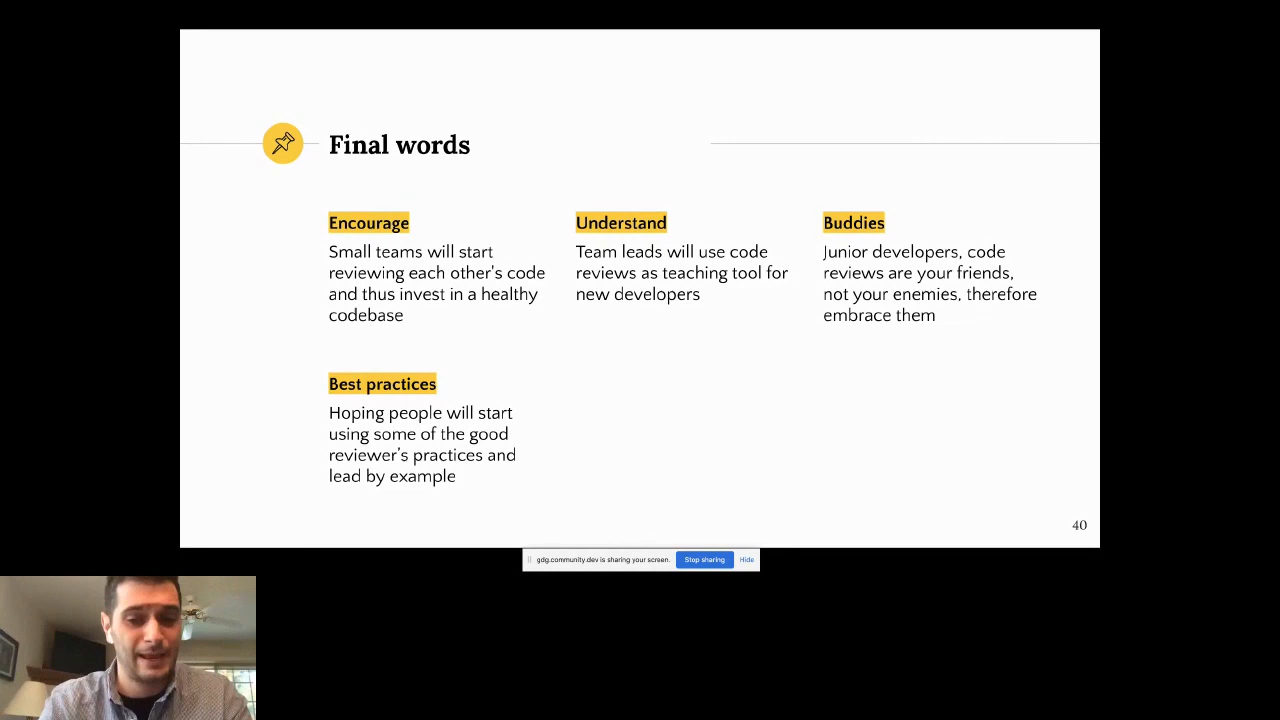 Final words
Encourage
Small teams will start
reviewing each other's code
and thus invest in a healthy
codebase
Understand
Team leads will use code
reviews as teaching tool for
new developers
Buddies
Junior developers, code
reviews are your friends,
not your enemies, therefore
embrace them
Best practices
Hoping people will start
using some of the good
reviewer’s practices and
lead by example
40
gdg.community.dev is sharing your screen.
Stop sharing
Hide